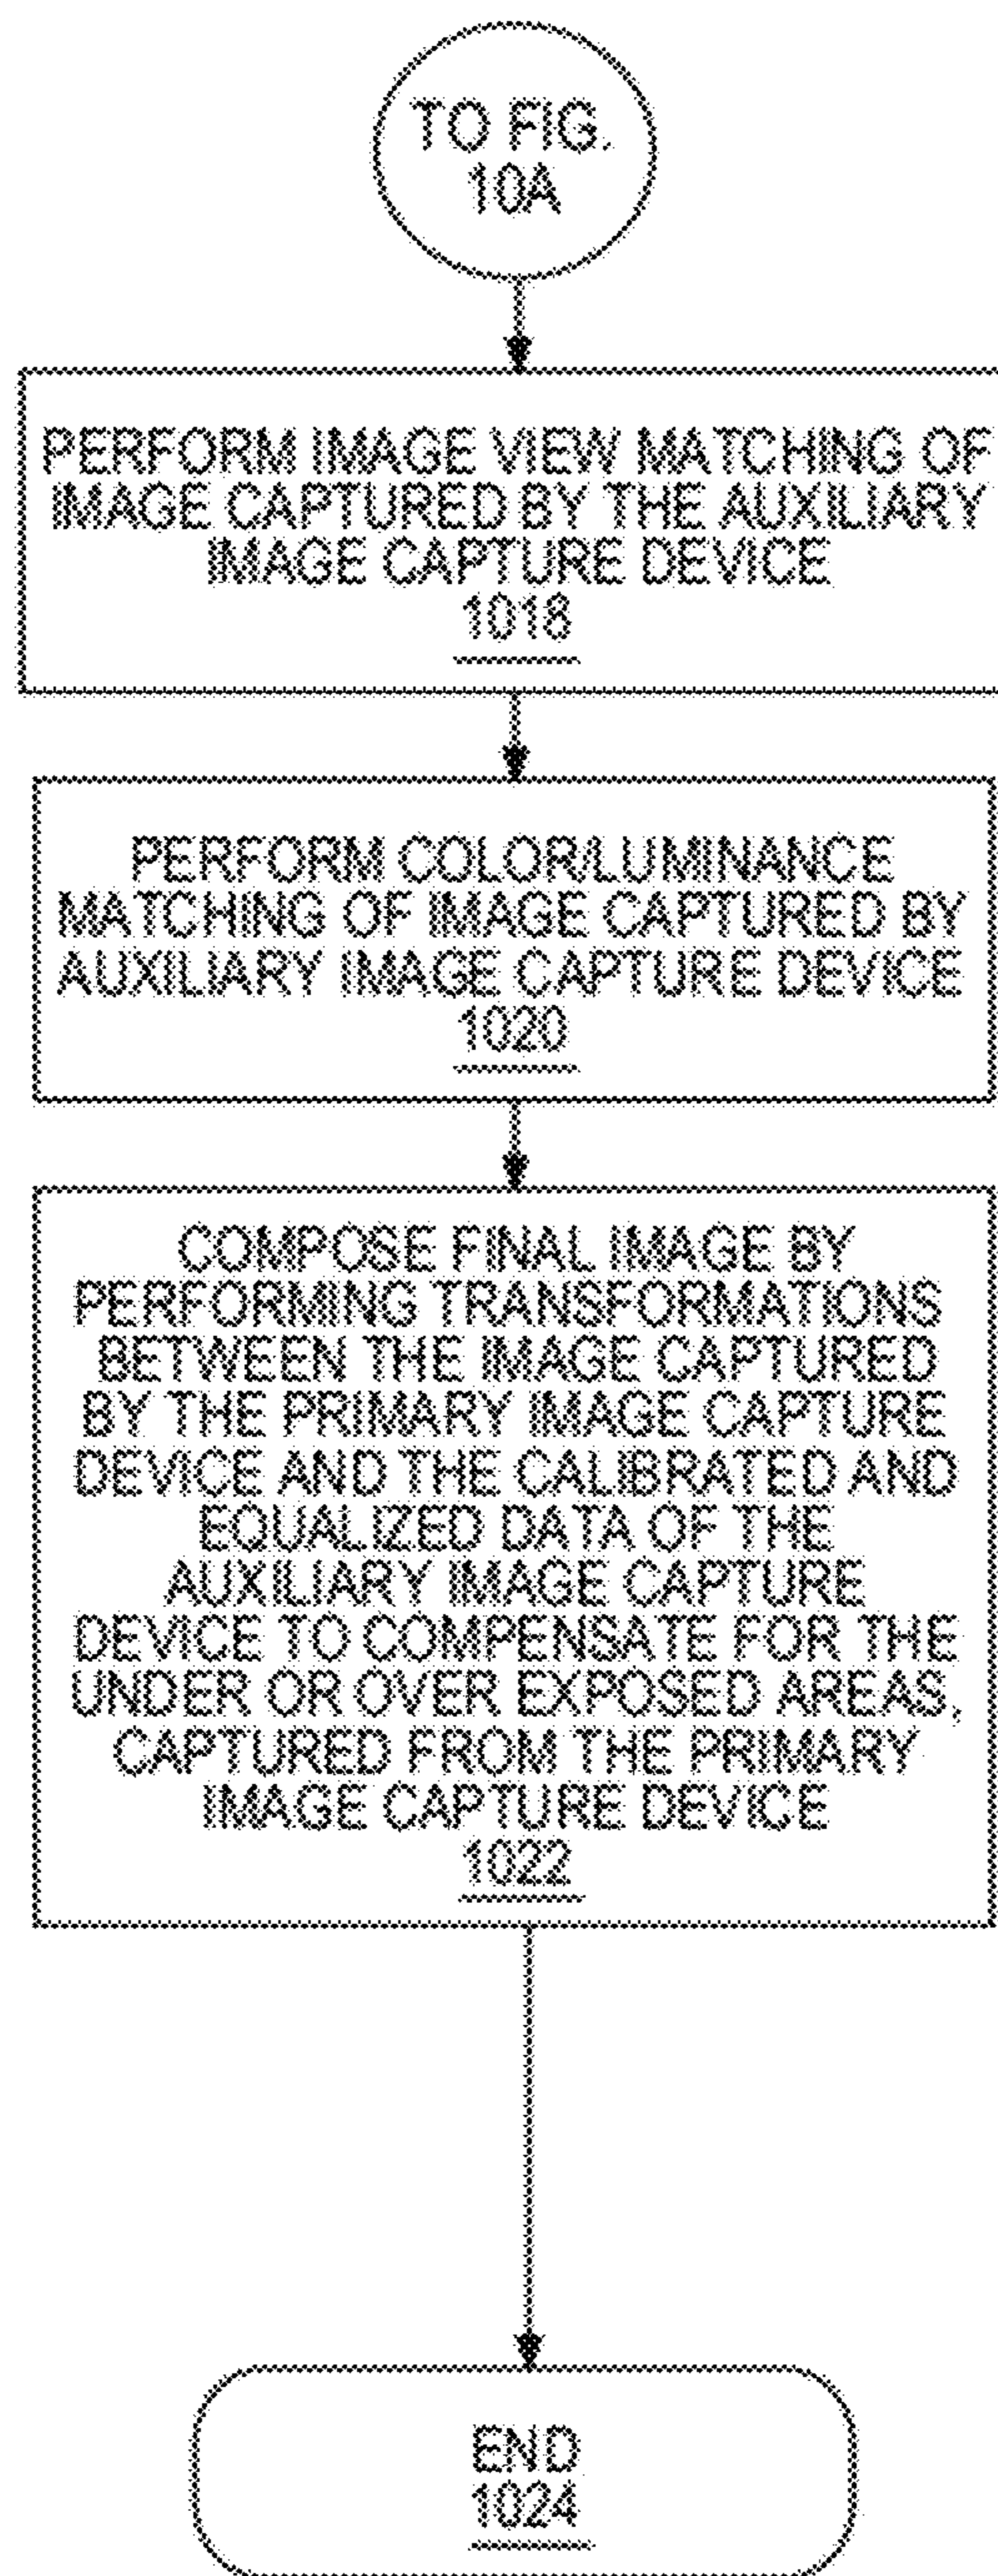 TO FIG.
10A
PERFORM IMAGE VIEW MATCHING OF
IMAGE CAPTURED BY THE AUXILIARY
IMAGE CAPTURE DEVICE
1018
PERFORM COLOR/LUMINANCE
MATCHING OF IMAGE CAPTURED BY
AUXILIARY IMAGE CAPTURE DEVICE
1020
COMPOSE FINAL IMAGE BY
PERFORMING TRANSFORMATIONS
BETWEEN THE IMAGE CAPTURED
BY THE PRIMARY IMAGE CAPTURE
DEVICE AND THE CALIBRATED AND
EQUALIZED DATA OF THE
AUXILIARY IMAGE CAPTURE
DEVICE TO COMPENSATE FOR THE
UNDER OR OVER EXPOSED AREAS,
CAPTURED FROM THE PRIMARY
IMAGE CAPTURE DEVICE
1022
END
1024